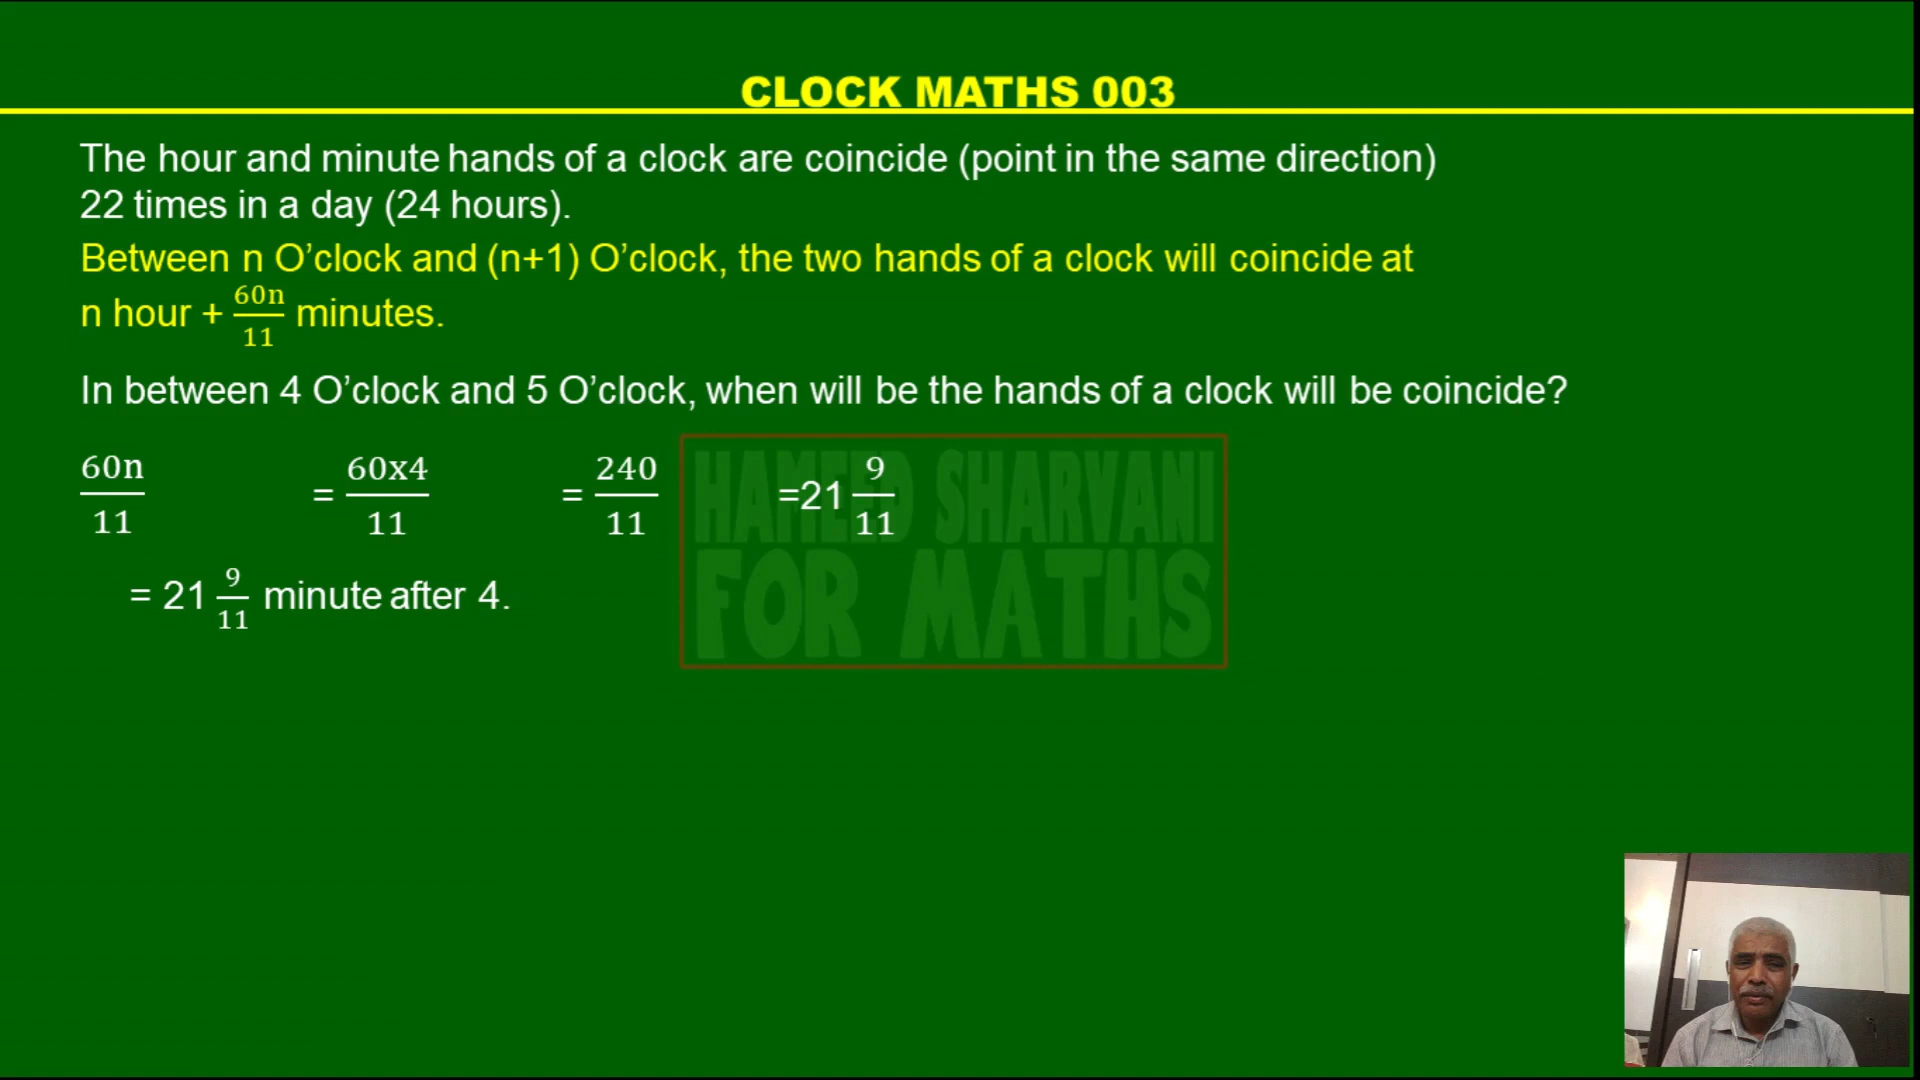 CLOCK MATHS 003
The hour and minute hands of a clock are coincide (point in the same direction)
22 times in a day (24 hours).
Between n O’clock and (n+1) O’clock, the two hands of a clock will coincide at
n hour + 60n/11 minutes.
In between 4 O’clock and 5 O’clock, when will be the hands of a clock will be coincide?
60n/11 = 60x4/11 = 240/11 =21 9/11
= 21 9/11 minute after 4.
HAMEED SHARVANI
FOR MATHS